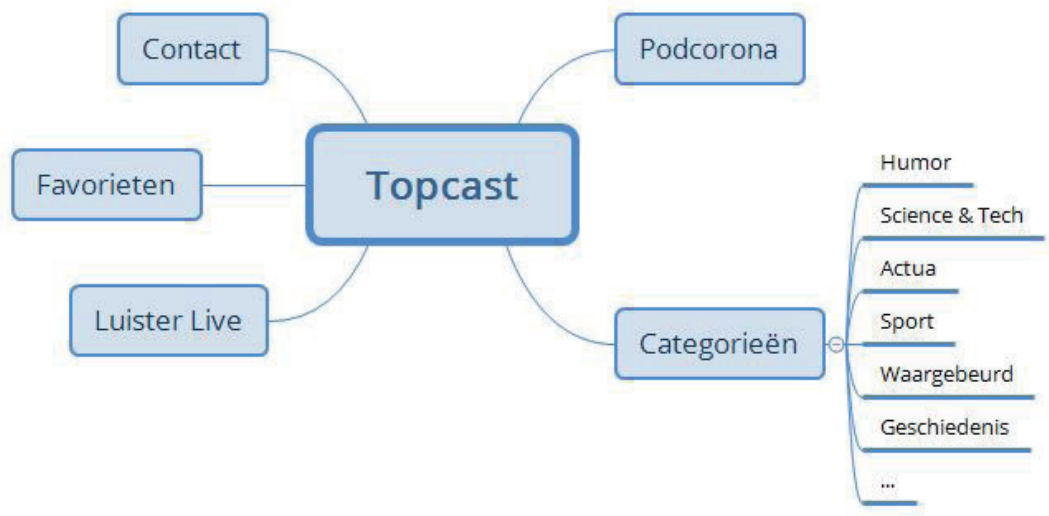 Contact
Podcorona
Favorieten
Topcast
Luister Live
Categorieën
Humor
Science & Tech
Actua
Sport
Waargebeurd
Geschiedenis
...